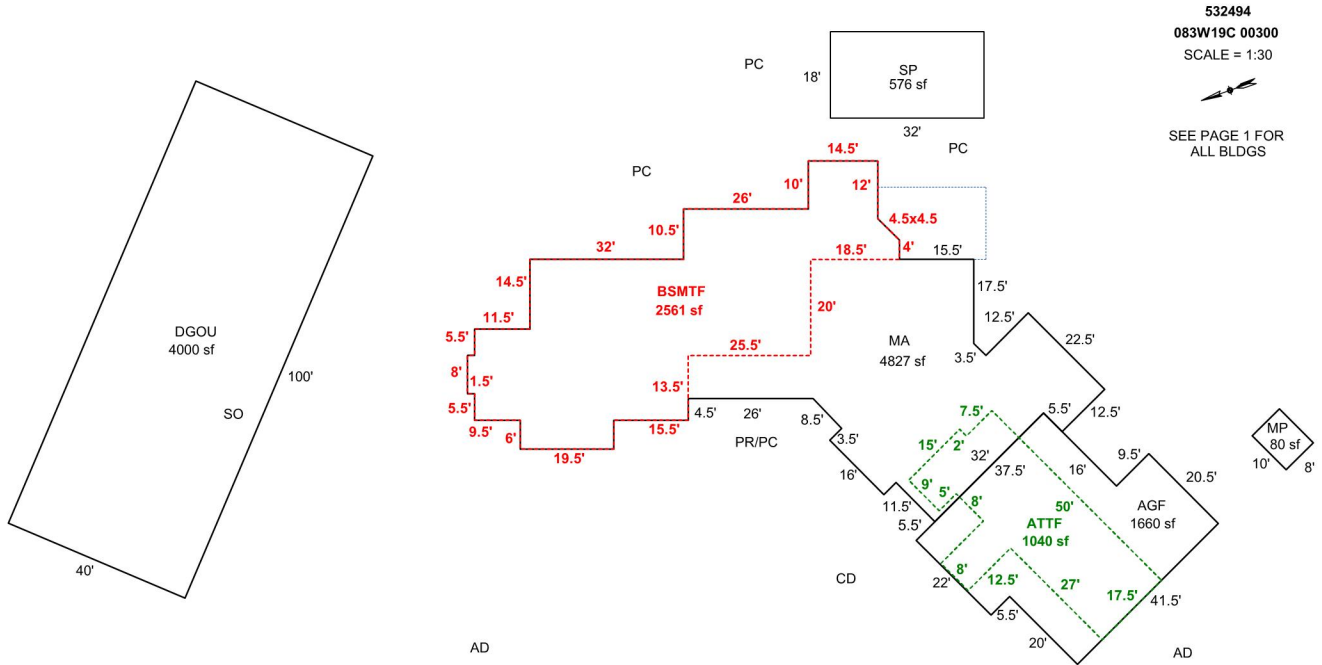 532494
083W19C 00300
SCALE = 1:30
SEE PAGE 1 FOR
ALL BLDGS
PC
18'
SP
576 sf
32'
PC
14.5'
PC
10'
12'
26'
4.5x4.5
10.5'
4'
32'
18.5'
15.5'
14.5'
BSMTF
2561 sf
17.5'
20'
11.5'
12.5'
22.5'
DGOU
4000 sf
5.5'
MA
4827 sf
25.5'
3.5'
100'
8'
1.5'
13.5'
SO
5.5'
4.5'
26'
8.5'
7.5'
5.5'
12.5'
9.5'
6'
15.5'
PR/PC
3.5'
15'
2'
MP
80 sf
19.5'
32'
9.5'
10'
8'
16'
37.5'
16'
20.5'
9'
5'
11.5'
8'
50'
AGF
1660 sf
5.5'
ATTF
1040 sf
40'
CD
22'
8'
12.5'
27'
17.5'
41.5'
5.5'
20'
AD
AD